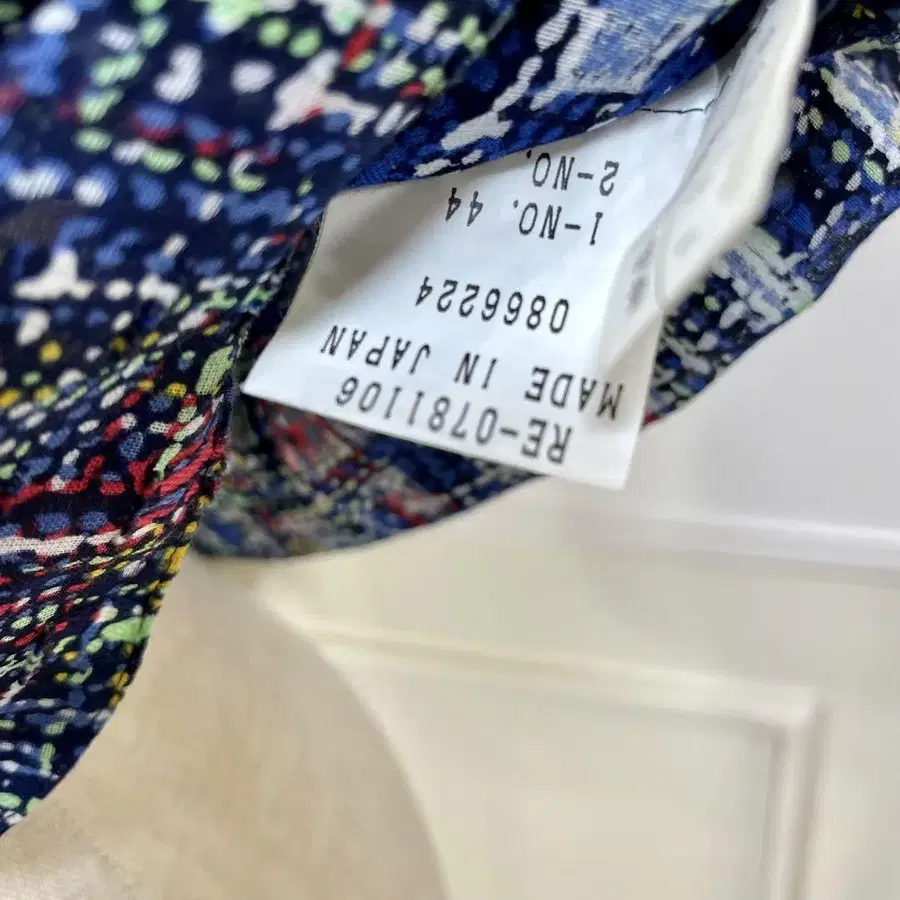 RE-0781106
MADE IN JAPAN
0866224
1-NO. 44
2-NO.